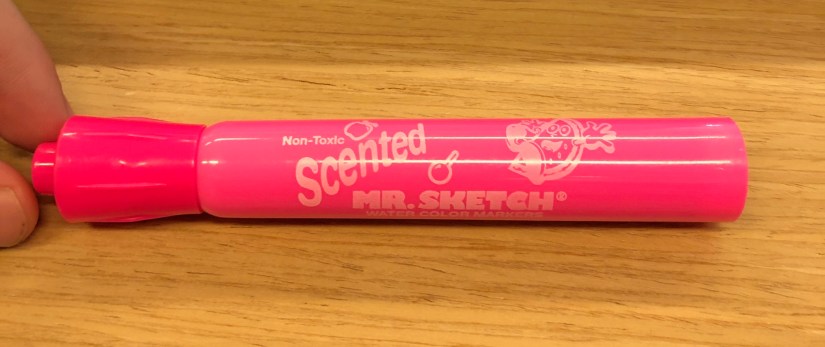 Non-Toxic
Scented
MR. SKETCH®
WATER COLOR MARKERS